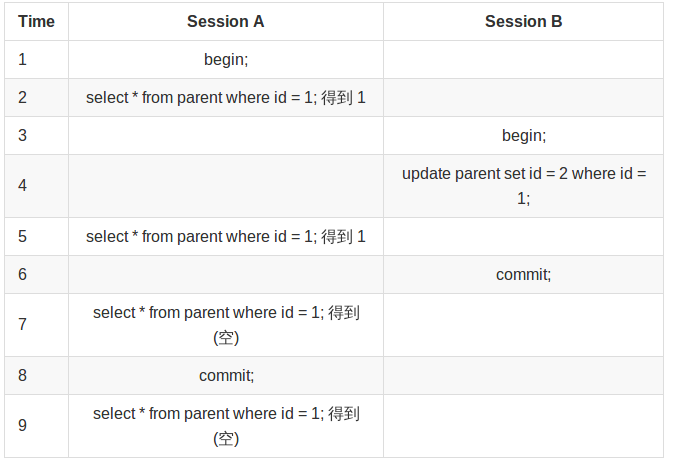 Time Session A Session B
1 begin;
2 select * from parent where id = 1; 得到 1
3 begin;
4 update parent set id = 2 where id =
1;
5 select * from parent where id = 1; 得到 1
6 commit;
7 select * from parent where id = 1; 得到
(空)
8 commit;
9 select * from parent where id = 1; 得到
(空)